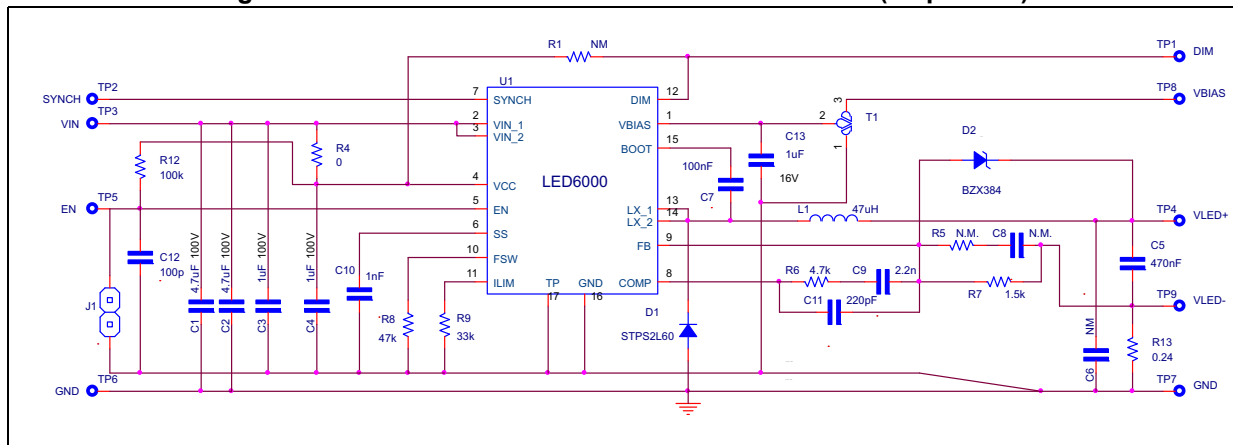 R1 NM TP1 DIM
U1
TP2 SYNCH 7 SYNCH DIM 12
TP8 VBIAS
TP3 VIN 2 VIN_1 VBIAS 1
3 VIN_2
3 2 1 T1
BOOT 15
C13 1uF 16V
D2 BZX384
R4 0
R12 100k
100nF C7
4 VCC
LED6000
TP5 EN 5 EN
LX_1 13
LX_2 14
L1 47uH
TP4 VLED+
6 SS
FB 9
R5 N.M. C8 N.M.
C5 470nF
C12 100p
4.7uF 100V C1
4.7uF 100V C2
1uF 100V C3
1uF 100V C4
C10 1nF
10 FSW
11 ILIM
TP 17
GND 16
COMP 8
R6 4.7k C9 2.2n
C11 220pF
R7 1.5k
TP9 VLED-
J1
R8 47k
R9 33k
D1 STPS2L60
NM C6
R13 0.24
TP6 GND
TP7 GND